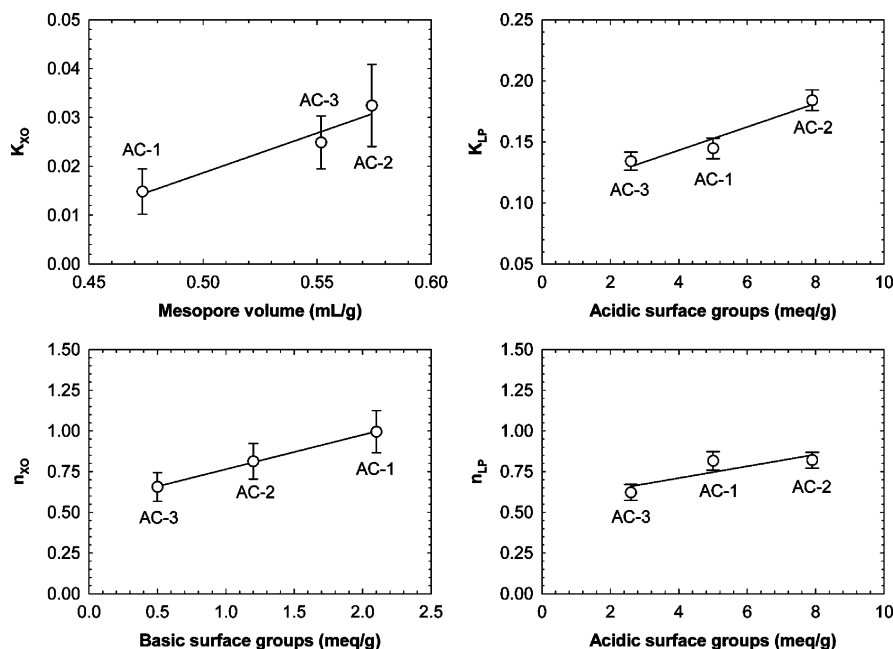 0.05
0.04
0.03
0.02
0.01
0.00
K_XO
AC-1
AC-3
AC-2
0.45
0.50
0.55
0.60
Mesopore volume (mL/g)
0.25
0.20
0.15
0.10
0.05
K_LP
AC-3
AC-1
AC-2
0
2
4
6
8
10
Acidic surface groups (meq/g)
1.50
1.25
1.00
0.75
0.50
0.25
0.00
n_XO
AC-3
AC-2
AC-1
0.0
0.5
1.0
1.5
2.0
2.5
Basic surface groups (meq/g)
1.50
1.25
1.00
0.75
0.50
0.25
0.00
n_LP
AC-3
AC-1
AC-2
0
2
4
6
8
10
Acidic surface groups (meq/g)